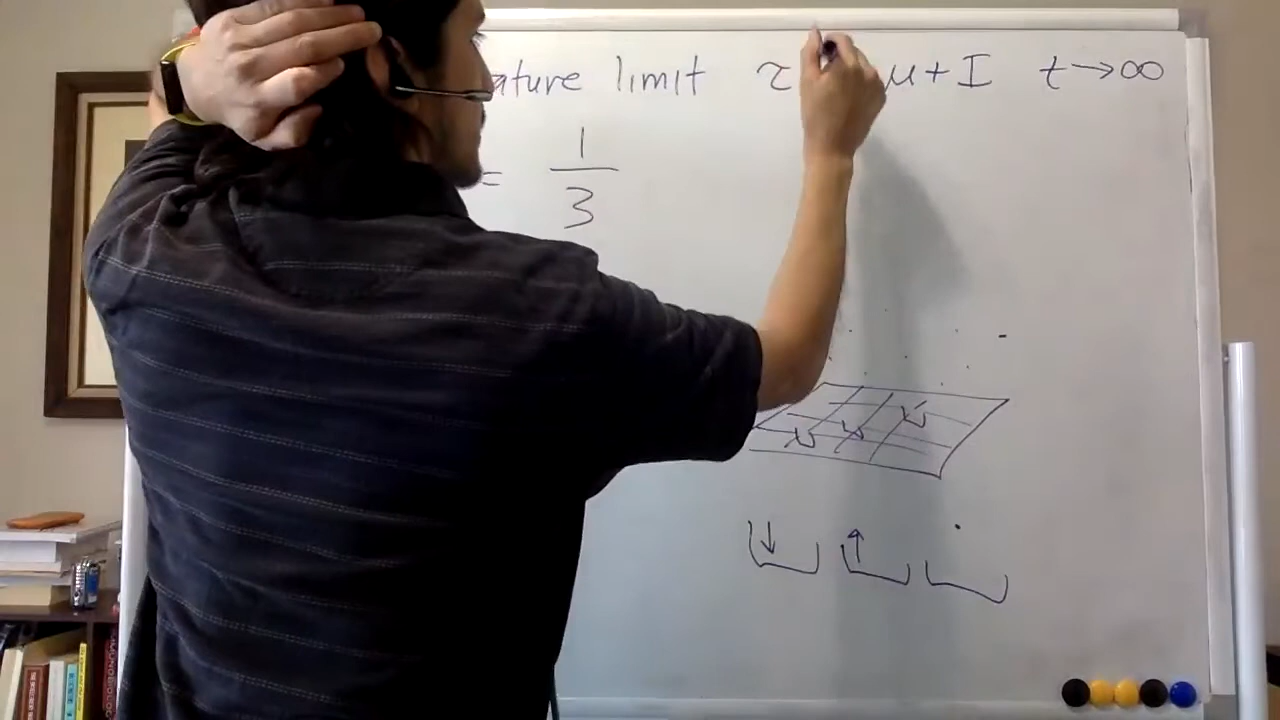 ature limit τ μ + I t → ∞
= 1/3